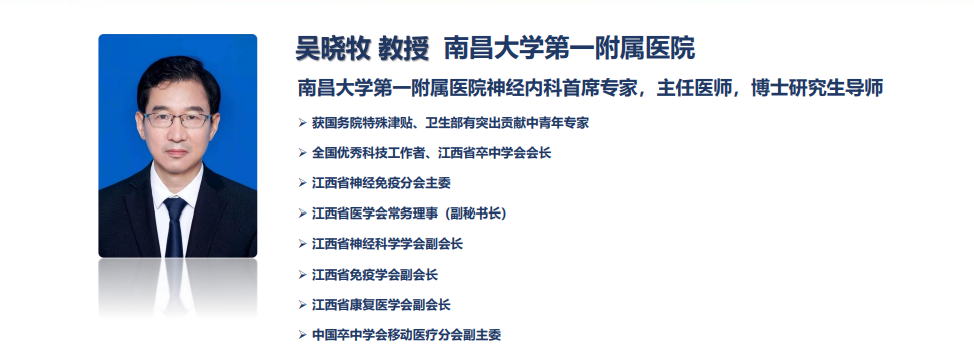 吴晓牧 教授 南昌大学第一附属医院
南昌大学第一附属医院神经内科首席专家，主任医师，博士研究生导师
➢ 获国务院特殊津贴、卫生部有突出贡献中青年专家
➢ 全国优秀科技工作者、江西省卒中学会会长
➢ 江西省神经免疫分会主委
➢ 江西省医学会常务理事（副秘书长）
➢ 江西省神经科学学会副会长
➢ 江西省免疫学会副会长
➢ 江西省康复医学会副会长
➢ 中国卒中学会移动医疗分会副主委